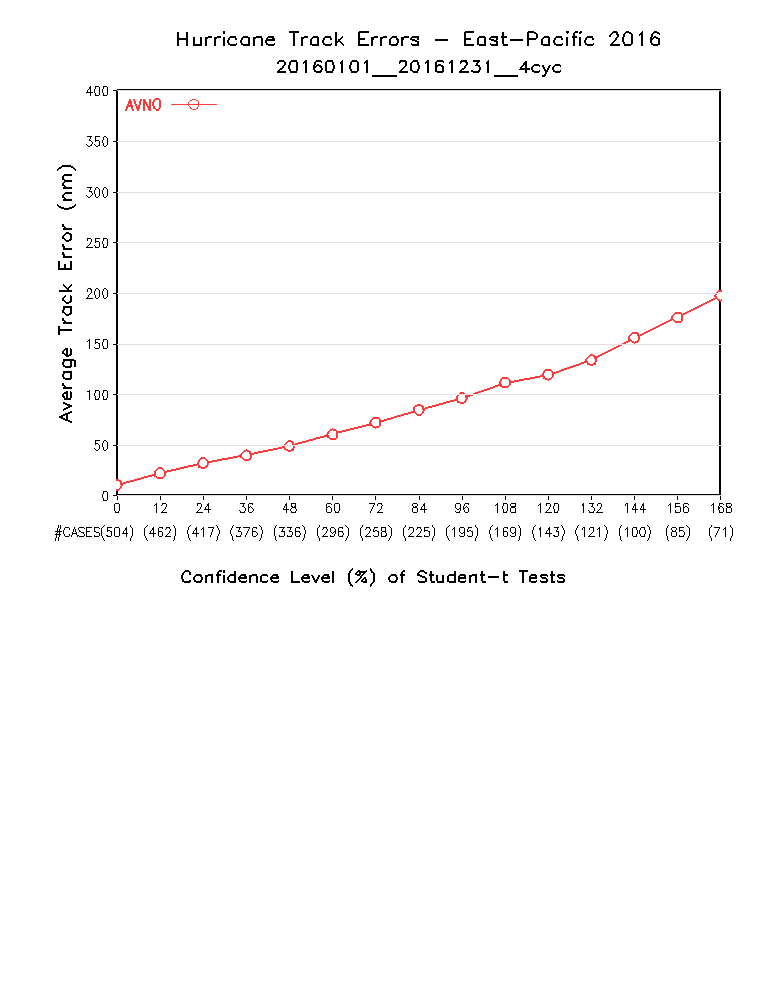 Hurricane Track Errors - East-Pacific 2016
20160101__20161231__4cyc
AVNO
Average Track Error (nm)
400
350
300
250
200
150
100
50
0
0 12 24 36 48 60 72 84 96 108 120 132 144 156 168
#CASES(504) (462) (417) (376) (336) (296) (258) (225) (195) (169) (143) (121) (100) (85) (71)
Confidence Level (%) of Student-t Tests